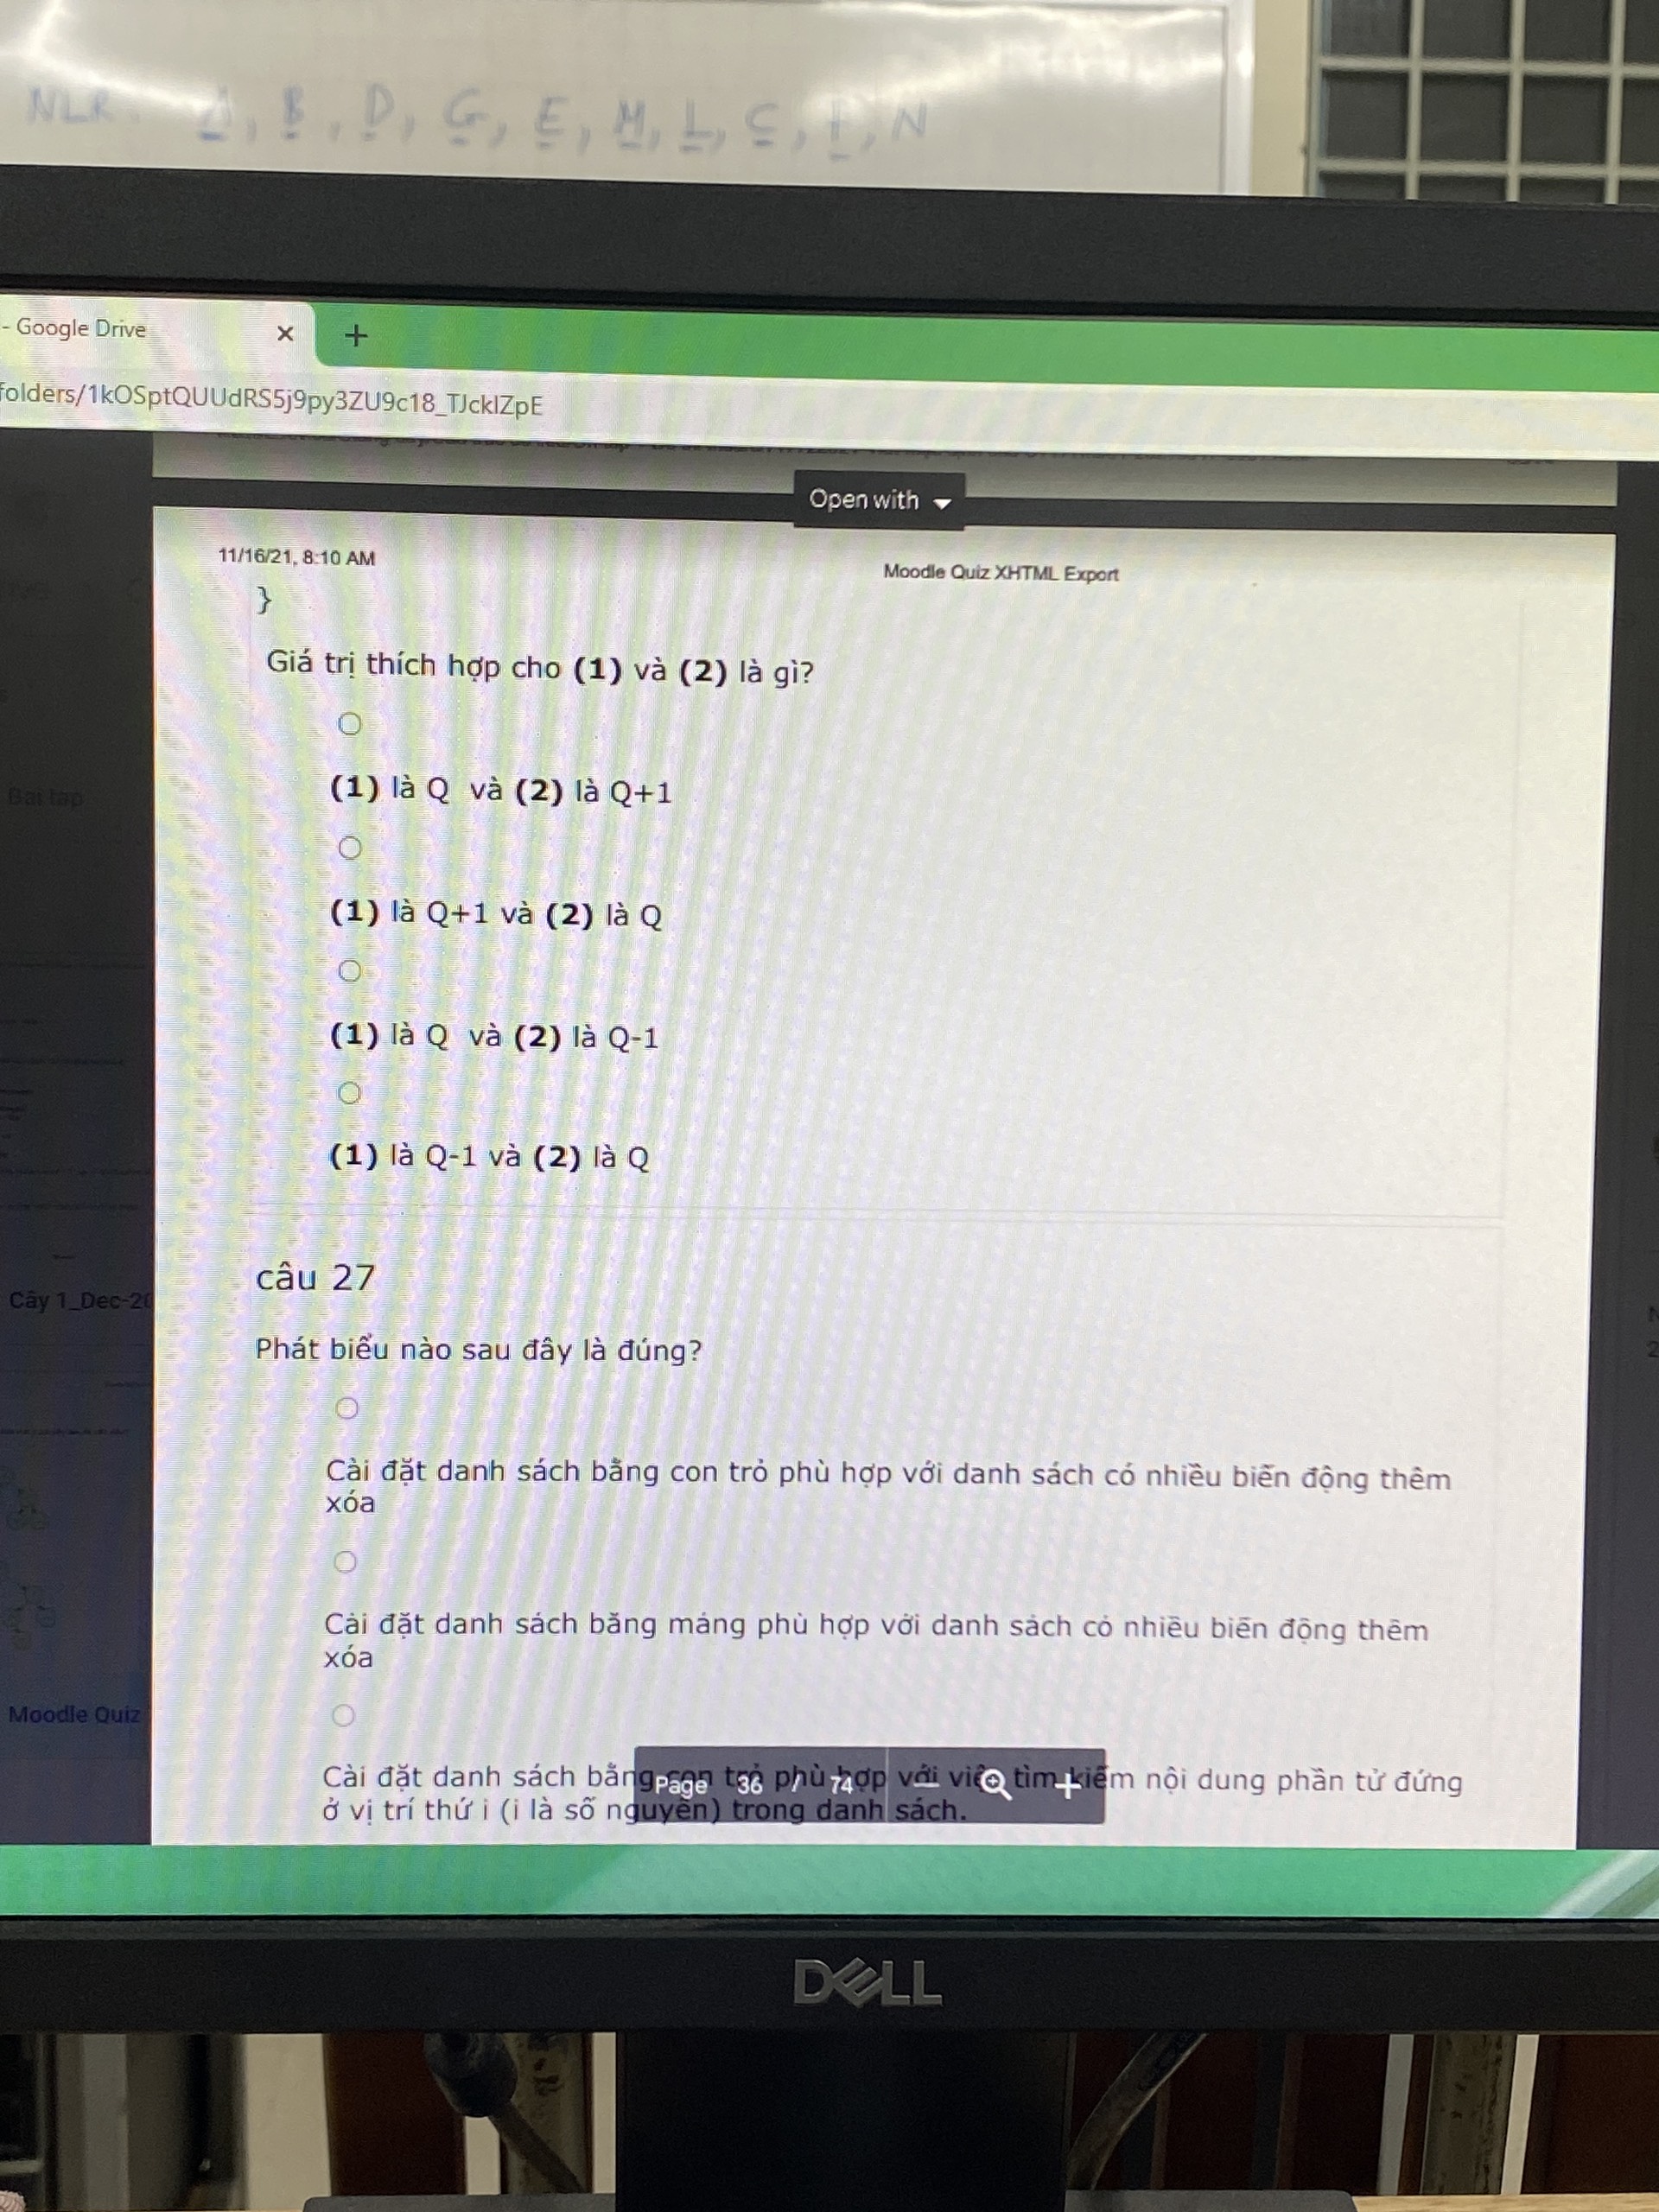 NLR A, B, D, G, E, M, L, C, F, N
- Google Drive
folders/1kOSptQUUdRS5j9py3ZU9c18_TJcklZpE
Open with
11/16/21, 8:10 AM
Moodle Quiz XHTML Export
}
Giá trị thích hợp cho (1) và (2) là gì?
(1) là Q và (2) là Q+1
(1) là Q+1 và (2) là Q
(1) là Q và (2) là Q-1
(1) là Q-1 và (2) là Q
Bai tap
câu 27
Cây 1_Dec-20
Phát biểu nào sau đây là đúng?
Cài đặt danh sách bằng con trỏ phù hợp với danh sách có nhiều biến động thêm
xóa
Cài đặt danh sách bằng mảng phù hợp với danh sách có nhiều biến động thêm
xóa
Moodle Quiz
Cài đặt danh sách bằng con trỏ phù hợp với việc tìm kiếm nội dung phần tử đứng
ở vị trí thứ i (i là số nguyên) trong danh sách.
Page 36 / 74
DELL